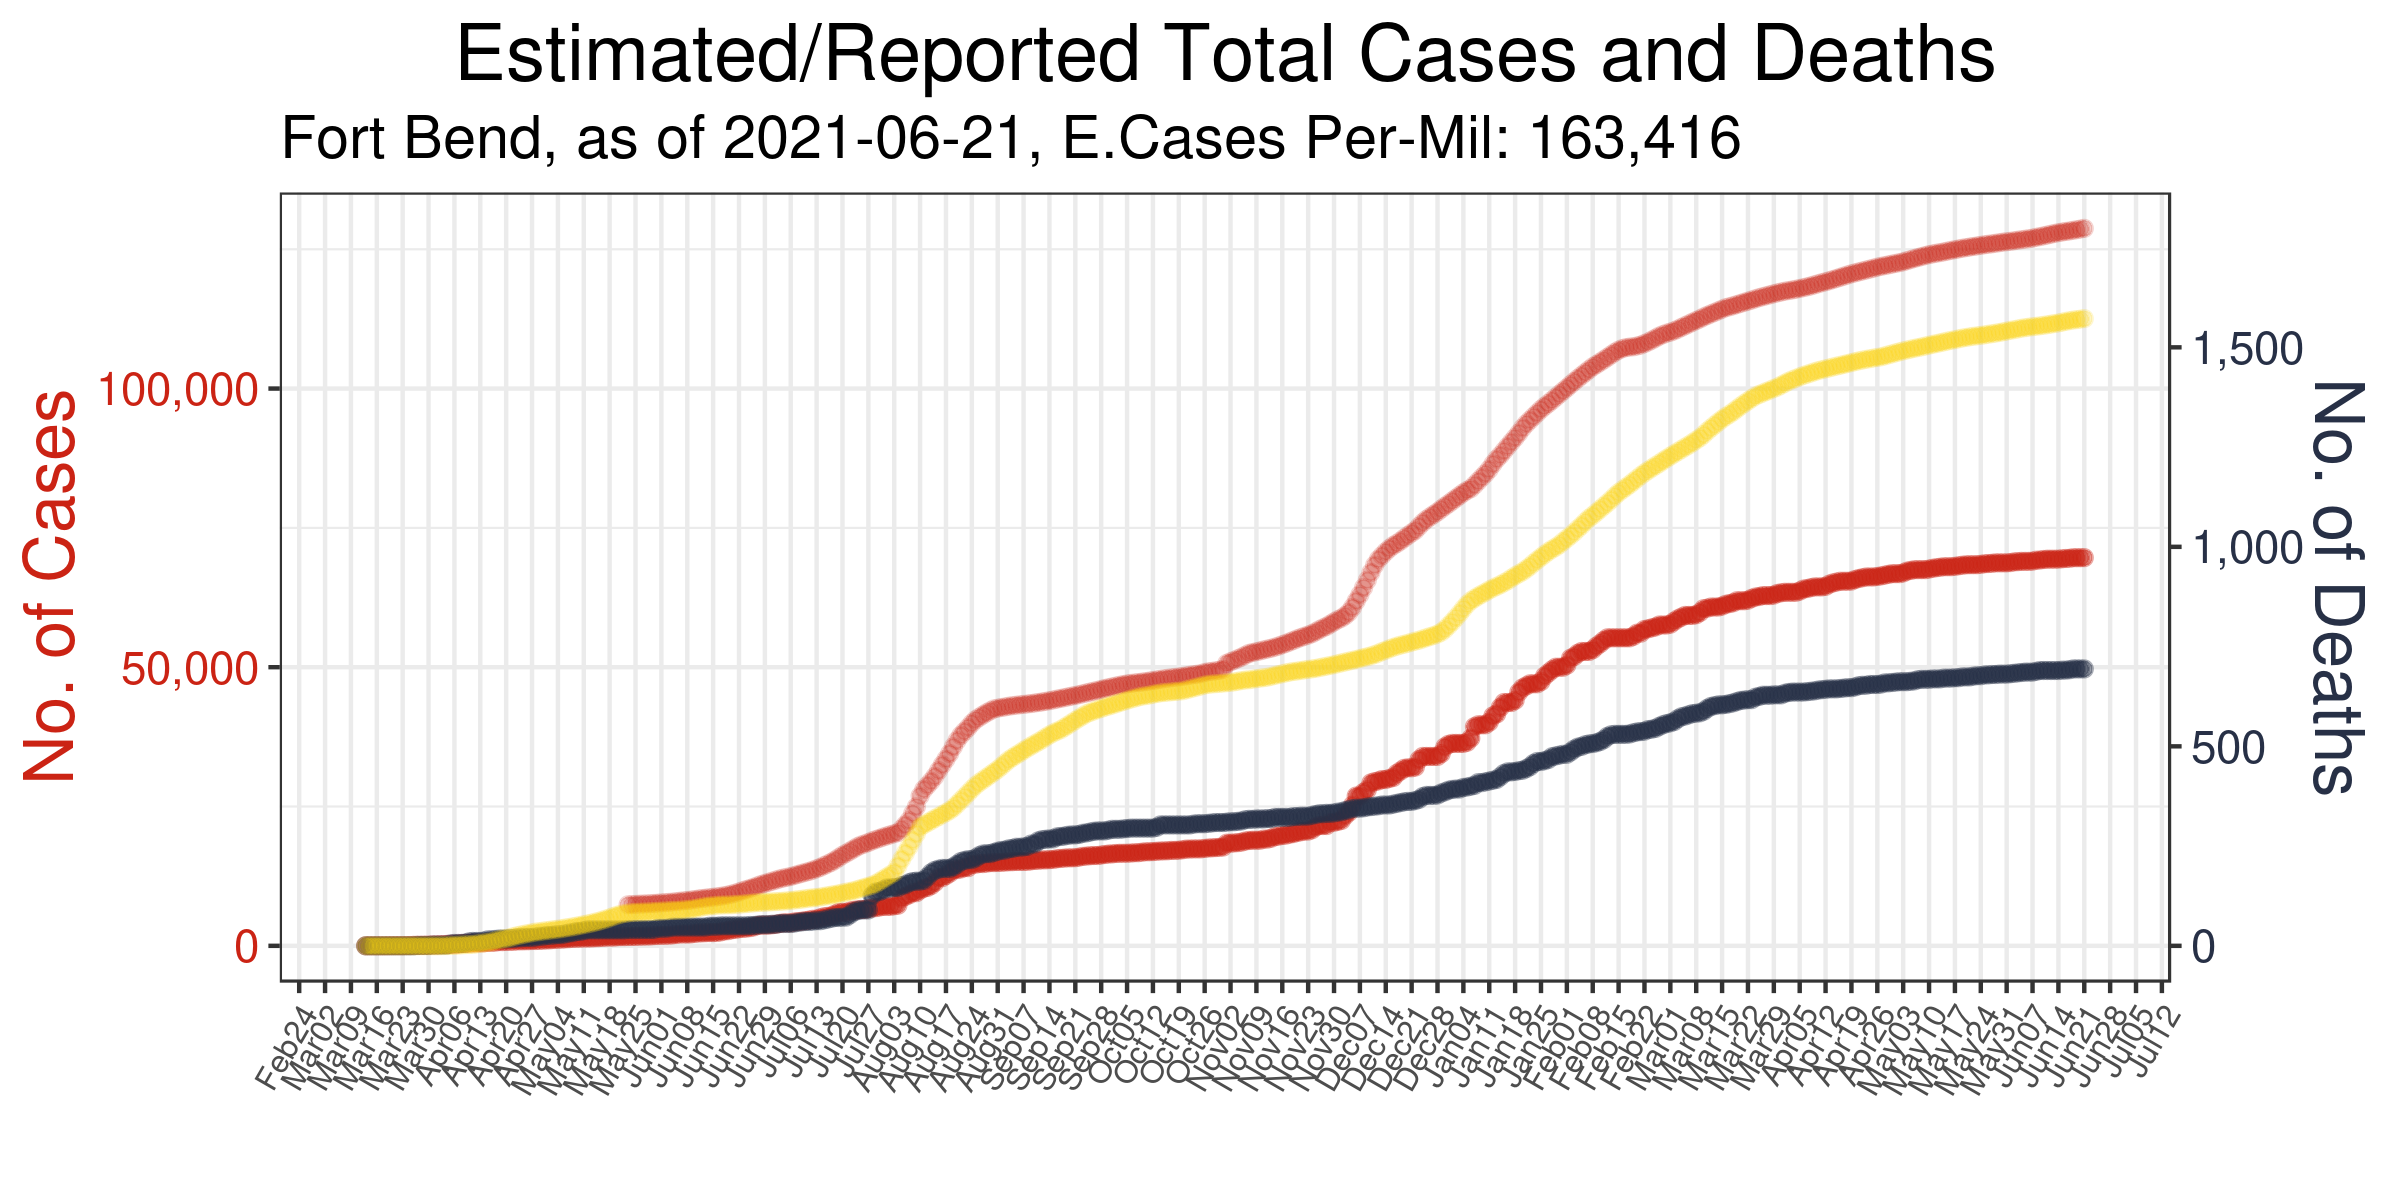 Estimated/Reported Total Cases and Deaths
Fort Bend, as of 2021-06-21, E.Cases Per-Mil: 163,416
No. of Cases
100,000
50,000
0
1,500
1,000
500
0
No. of Deaths
Feb24
Mar02
Mar09
Mar16
Mar23
Mar30
Apr06
Apr13
Apr20
Apr27
May04
May11
May18
May25
Jun01
Jun08
Jun15
Jun22
Jun29
Jul06
Jul13
Jul20
Jul27
Aug03
Aug10
Aug17
Aug24
Aug31
Sep07
Sep14
Sep21
Sep28
Oct05
Oct12
Oct19
Oct26
Nov02
Nov09
Nov16
Nov23
Nov30
Dec07
Dec14
Dec21
Dec28
Jan04
Jan11
Jan18
Jan25
Feb01
Feb08
Feb15
Feb22
Mar01
Mar08
Mar15
Mar22
Mar29
Apr05
Apr12
Apr19
Apr26
May03
May10
May17
May24
May31
Jun07
Jun14
Jun21
Jun28
Jul05
Jul12